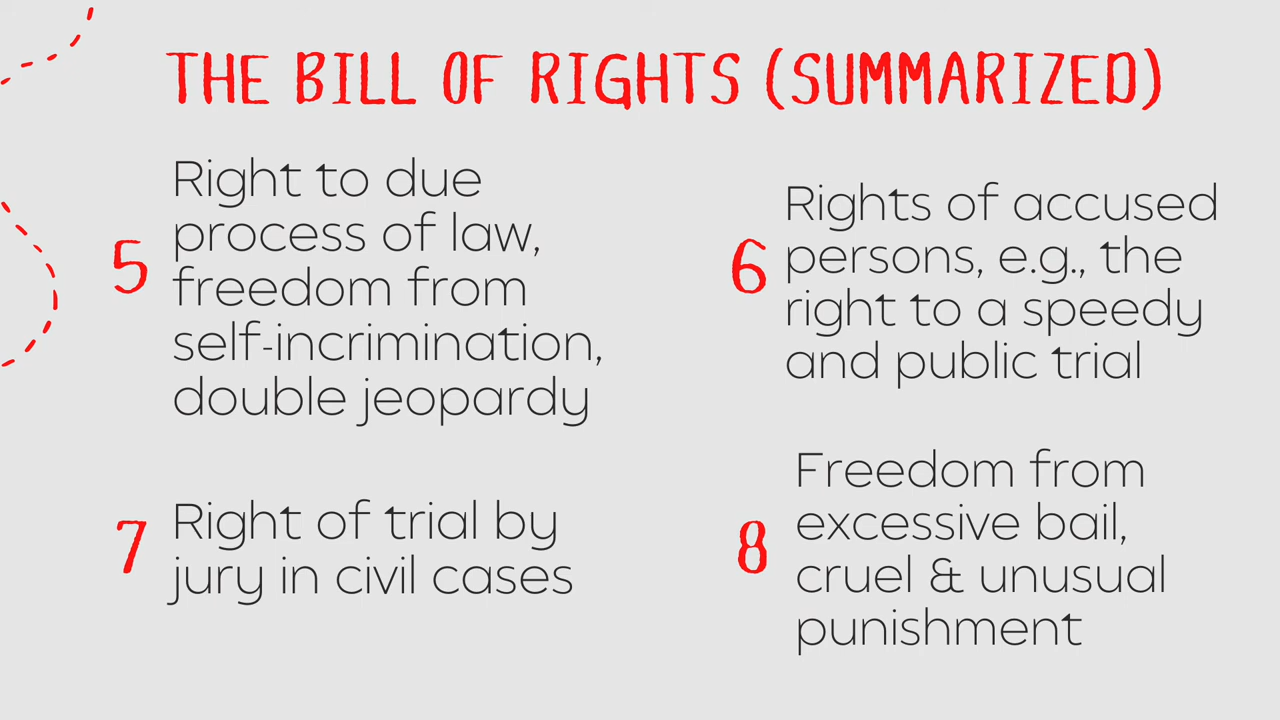 THE BILL OF RIGHTS (SUMMARIZED)
5
Right to due
process of law,
freedom from
self-incrimination,
double jeopardy
6
Rights of accused
persons, e.g., the
right to a speedy
and public trial
7
Right of trial by
jury in civil cases
8
Freedom from
excessive bail,
cruel & unusual
punishment